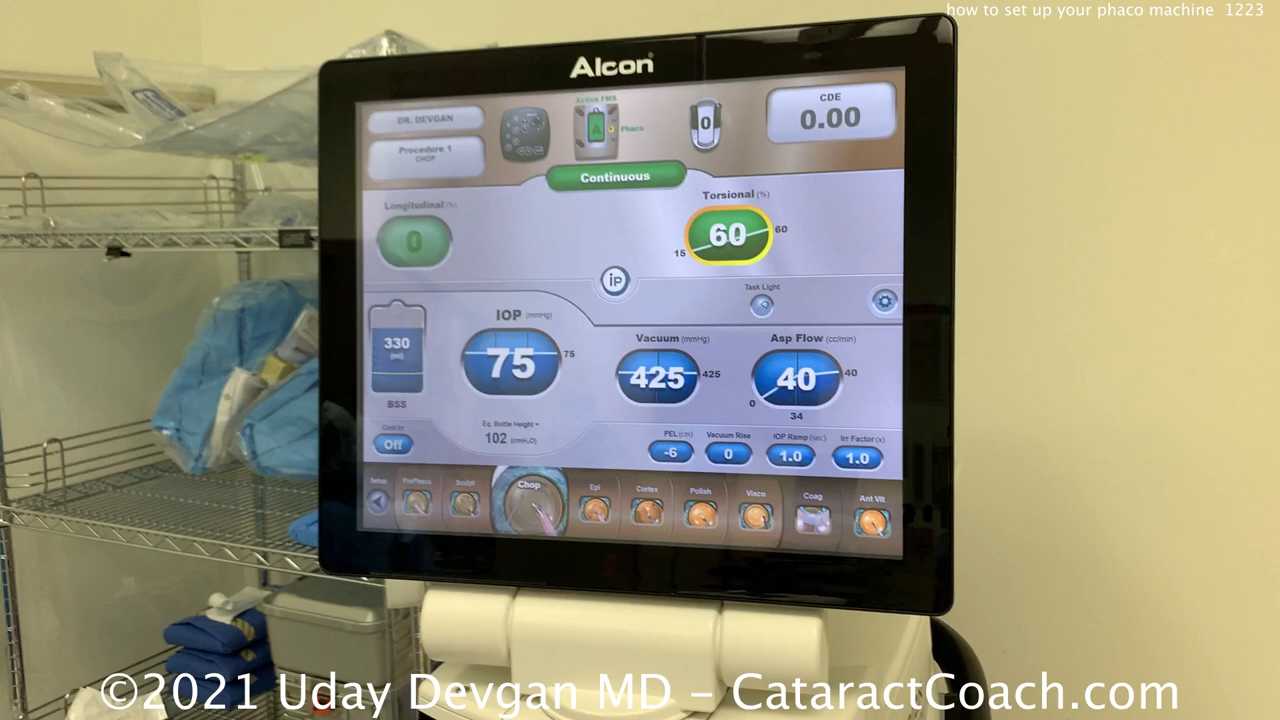 how to set up your phaco machine 1223
Alcon
DR. DEVGAN
Procedure 1
CHOP
Active FMS
A
Phaco
0
CDE
0.00
Continuous
Longitudinal (%)
0
Torsional (%)
60
15
60
iP
Task Light
330
(ml)
BSS
IOP (mmHg)
75
75
Vacuum (mmHg)
425
425
Asp Flow (cc/min)
40
40
0
34
Cont Irr
Off
Eq. Bottle Height
102 (cmH₂O)
PEL (cm)
-6
Vacuum Rise
0
IOP Ramp (sec)
1.0
Irr Factor (x)
1.0
Setup
PrePhaco
Sculpt
Chop
Epi
Cortex
Polish
Visco
Coag
Ant Vit
©2021 Uday Devgan MD – CataractCoach.com